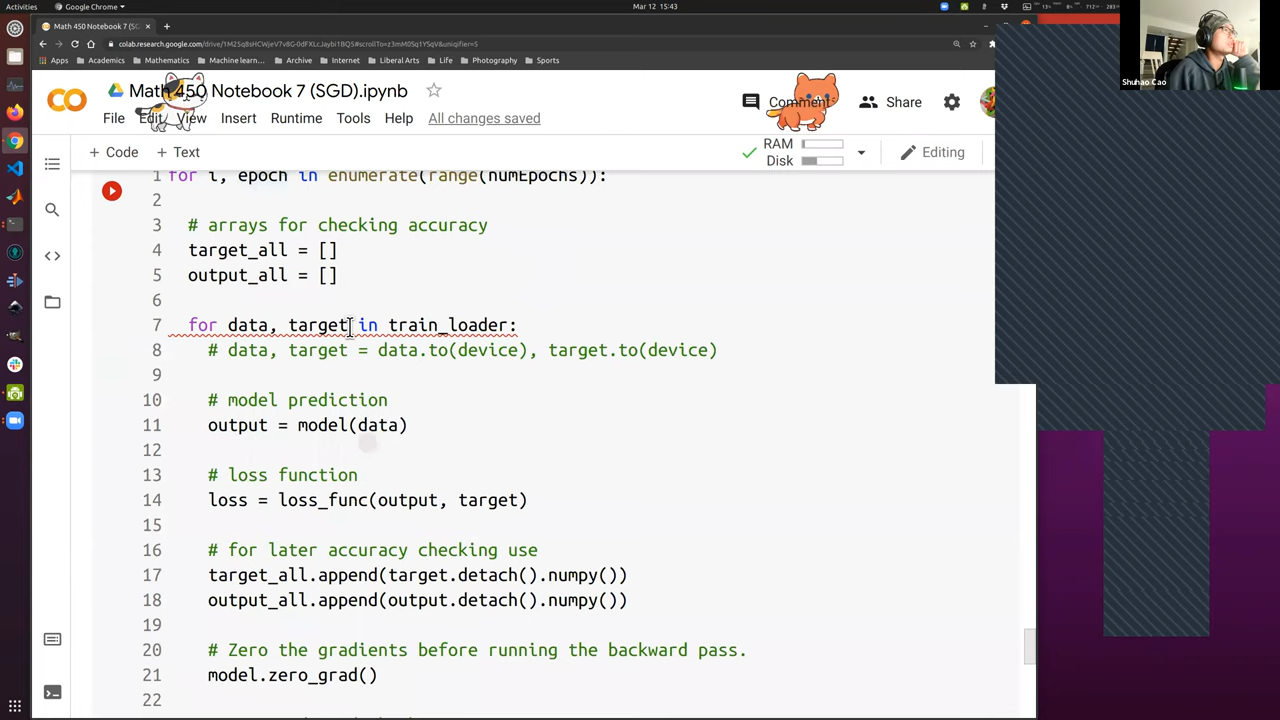 Activities
Google Chrome
Mar 12 15:43
Math 450 Notebook 7 (SG
Apps
Academics
Mathematics
Machine learn…
Archive
Internet
Liberal Arts
Life
Photography
Sports
Shuhao Cao
Math 450 Notebook 7 (SGD).ipynb
Comment
Share
File Edit View Insert Runtime Tools Help All changes saved
+ Code + Text
RAM
Disk
Editing
1 for i, epoch in enumerate(range(numEpochs)):
2
3 # arrays for checking accuracy
4 target_all = []
5 output_all = []
6
7 for data, target in train_loader:
8 # data, target = data.to(device), target.to(device)
9
10 # model prediction
11 output = model(data)
12
13 # loss function
14 loss = loss_func(output, target)
15
16 # for later accuracy checking use
17 target_all.append(target.detach().numpy())
18 output_all.append(output.detach().numpy())
19
20 # Zero the gradients before running the backward pass.
21 model.zero_grad()
22